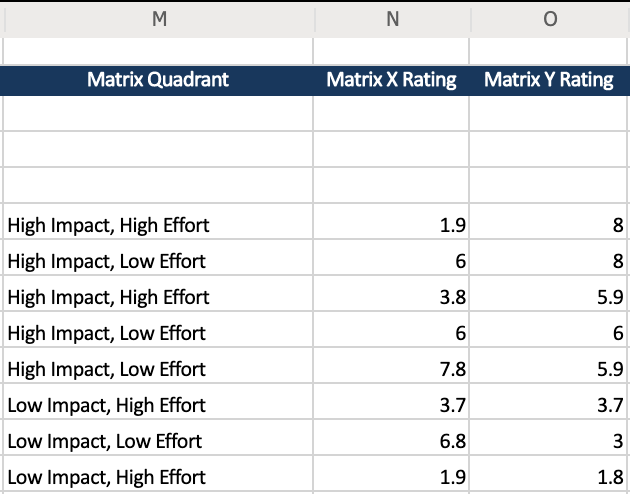 M N O
Matrix Quadrant Matrix X Rating Matrix Y Rating
High Impact, High Effort 1.9 8
High Impact, Low Effort 6 8
High Impact, High Effort 3.8 5.9
High Impact, Low Effort 6 6
High Impact, Low Effort 7.8 5.9
Low Impact, High Effort 3.7 3.7
Low Impact, Low Effort 6.8 3
Low Impact, High Effort 1.9 1.8